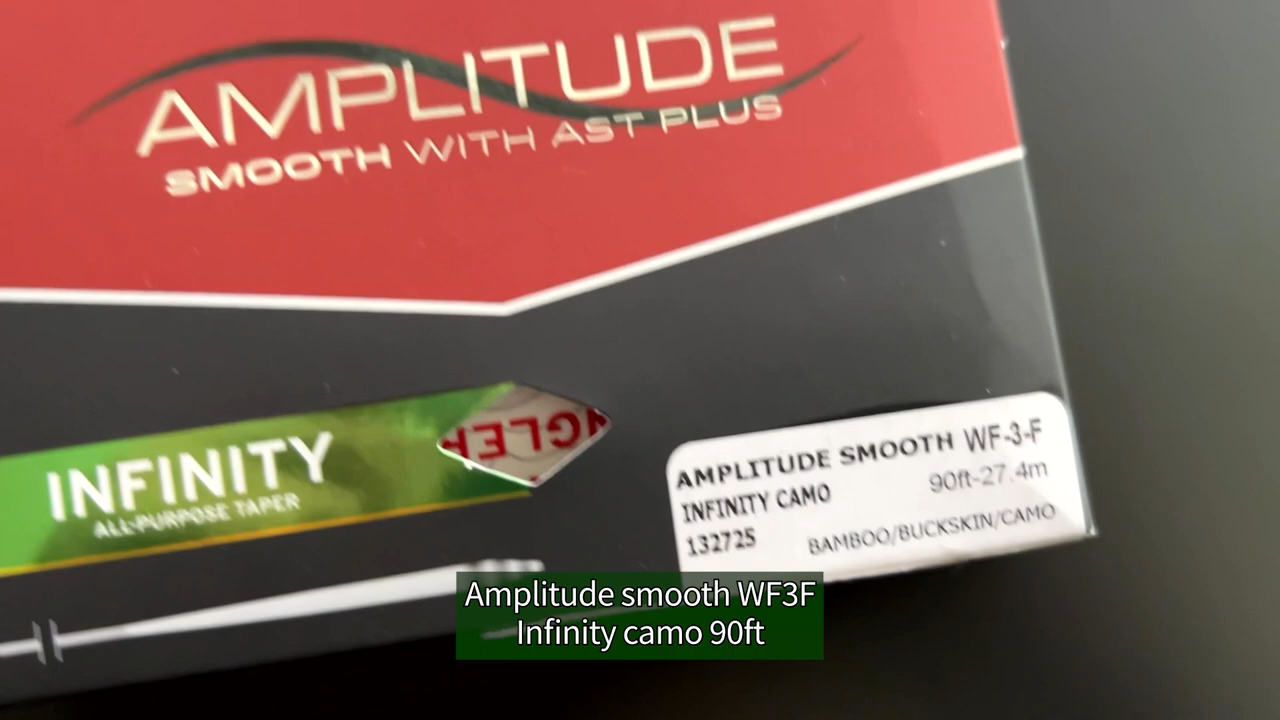 AMPLITUDE
SMOOTH WITH AST PLUS
INFINITY
ALL-PURPOSE TAPER
AMPLITUDE SMOOTH WF-3-F
INFINITY CAMO 90ft-27.4m
132725 BAMBOO/BUCKSKIN/CAMO
Amplitude smooth WF3F
Infinity camo 90ft